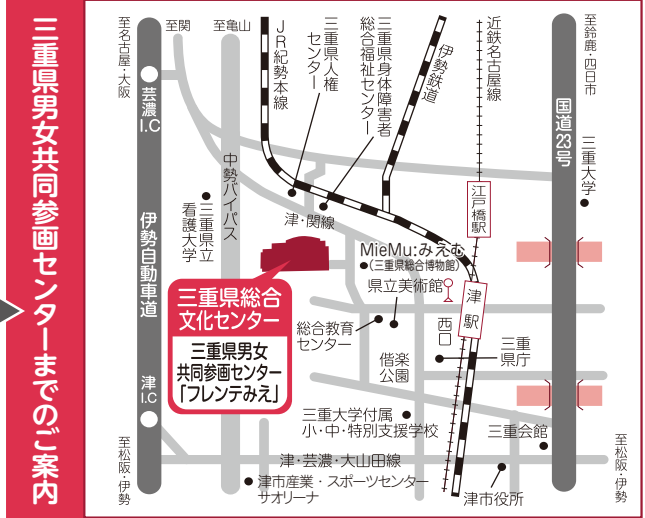 三重県男女共同参画センターまでのご案内
至名古屋・大阪
芸濃
I.C
伊勢自動車道
津
I.C
至松阪・伊勢
至関
至亀山
中勢バイパス
三重県立
看護大学
JR紀勢本線
三重県人権
センター
三重県身体障害者
総合福祉センター
伊勢鉄道
近鉄名古屋線
至鈴鹿・四日市
国道23号
三重大学
江戸橋駅
津・関線
MieMu:みえむ
(三重県総合博物館)
県立美術館
津駅
西口
三重県総合
文化センター
三重県男女
共同参画センター
「フレンテみえ」
総合教育
センター
偕楽
公園
三重
県庁
三重大学付属
小・中・特別支援学校
三重会館
津・芸濃・大山田線
津市産業・スポーツセンター
サオリーナ
津市役所
至松阪・伊勢